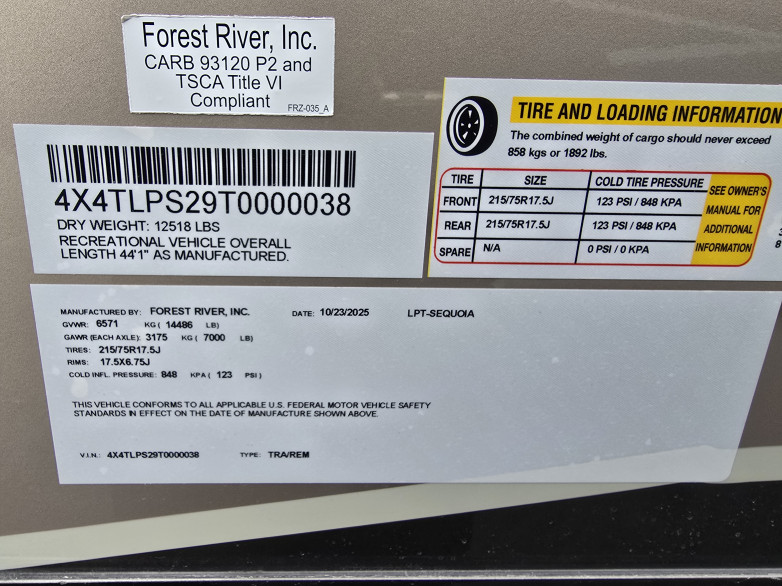 Forest River, Inc.
CARB 93120 P2 and
TSCA Title VI
Compliant
FRZ-035_A
4X4TLPS29T0000038
DRY WEIGHT: 12518 LBS
RECREATIONAL VEHICLE OVERALL
LENGTH 44'1" AS MANUFACTURED.
TIRE AND LOADING INFORMATION
The combined weight of cargo should never exceed
858 kgs or 1892 lbs.
TIRE SIZE COLD TIRE PRESSURE
FRONT 215/75R17.5J 123 PSI / 848 KPA
REAR 215/75R17.5J 123 PSI / 848 KPA
SPARE N/A 0 PSI / 0 KPA
SEE OWNER'S
MANUAL FOR
ADDITIONAL
INFORMATION
MANUFACTURED BY: FOREST RIVER, INC. DATE: 10/23/2025 LPT-SEQUOIA
GVWR: 6571 KG ( 14486 LB)
GAWR (EACH AXLE): 3175 KG ( 7000 LB)
TIRES: 215/75R17.5J
RIMS: 17.5X6.75J
COLD INFL. PRESSURE: 848 KPA ( 123 PSI )
THIS VEHICLE CONFORMS TO ALL APPLICABLE U.S. FEDERAL MOTOR VEHICLE SAFETY
STANDARDS IN EFFECT ON THE DATE OF MANUFACTURE SHOWN ABOVE.
V.I.N.: 4X4TLPS29T0000038 TYPE: TRA/REM